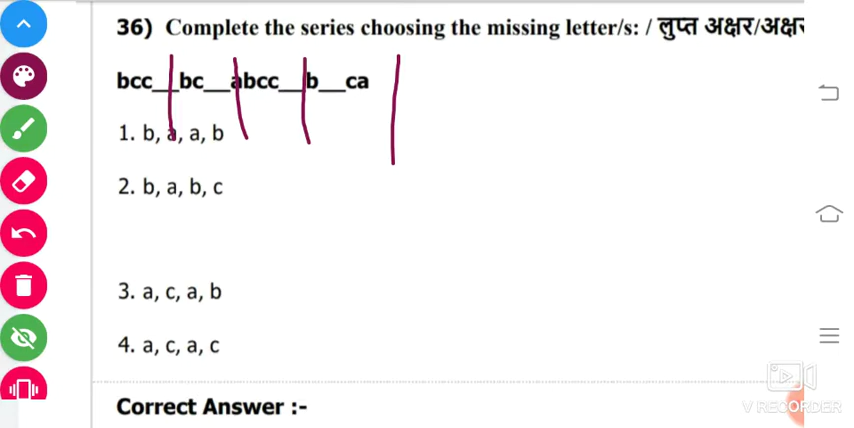 36) Complete the series choosing the missing letter/s: / लुप्त अक्षर/अक्षर
bcc__bc__abcc__b__ca
1. b, a, a, b
2. b, a, b, c
3. a, c, a, b
4. a, c, a, c
Correct Answer :-
V RECORDER